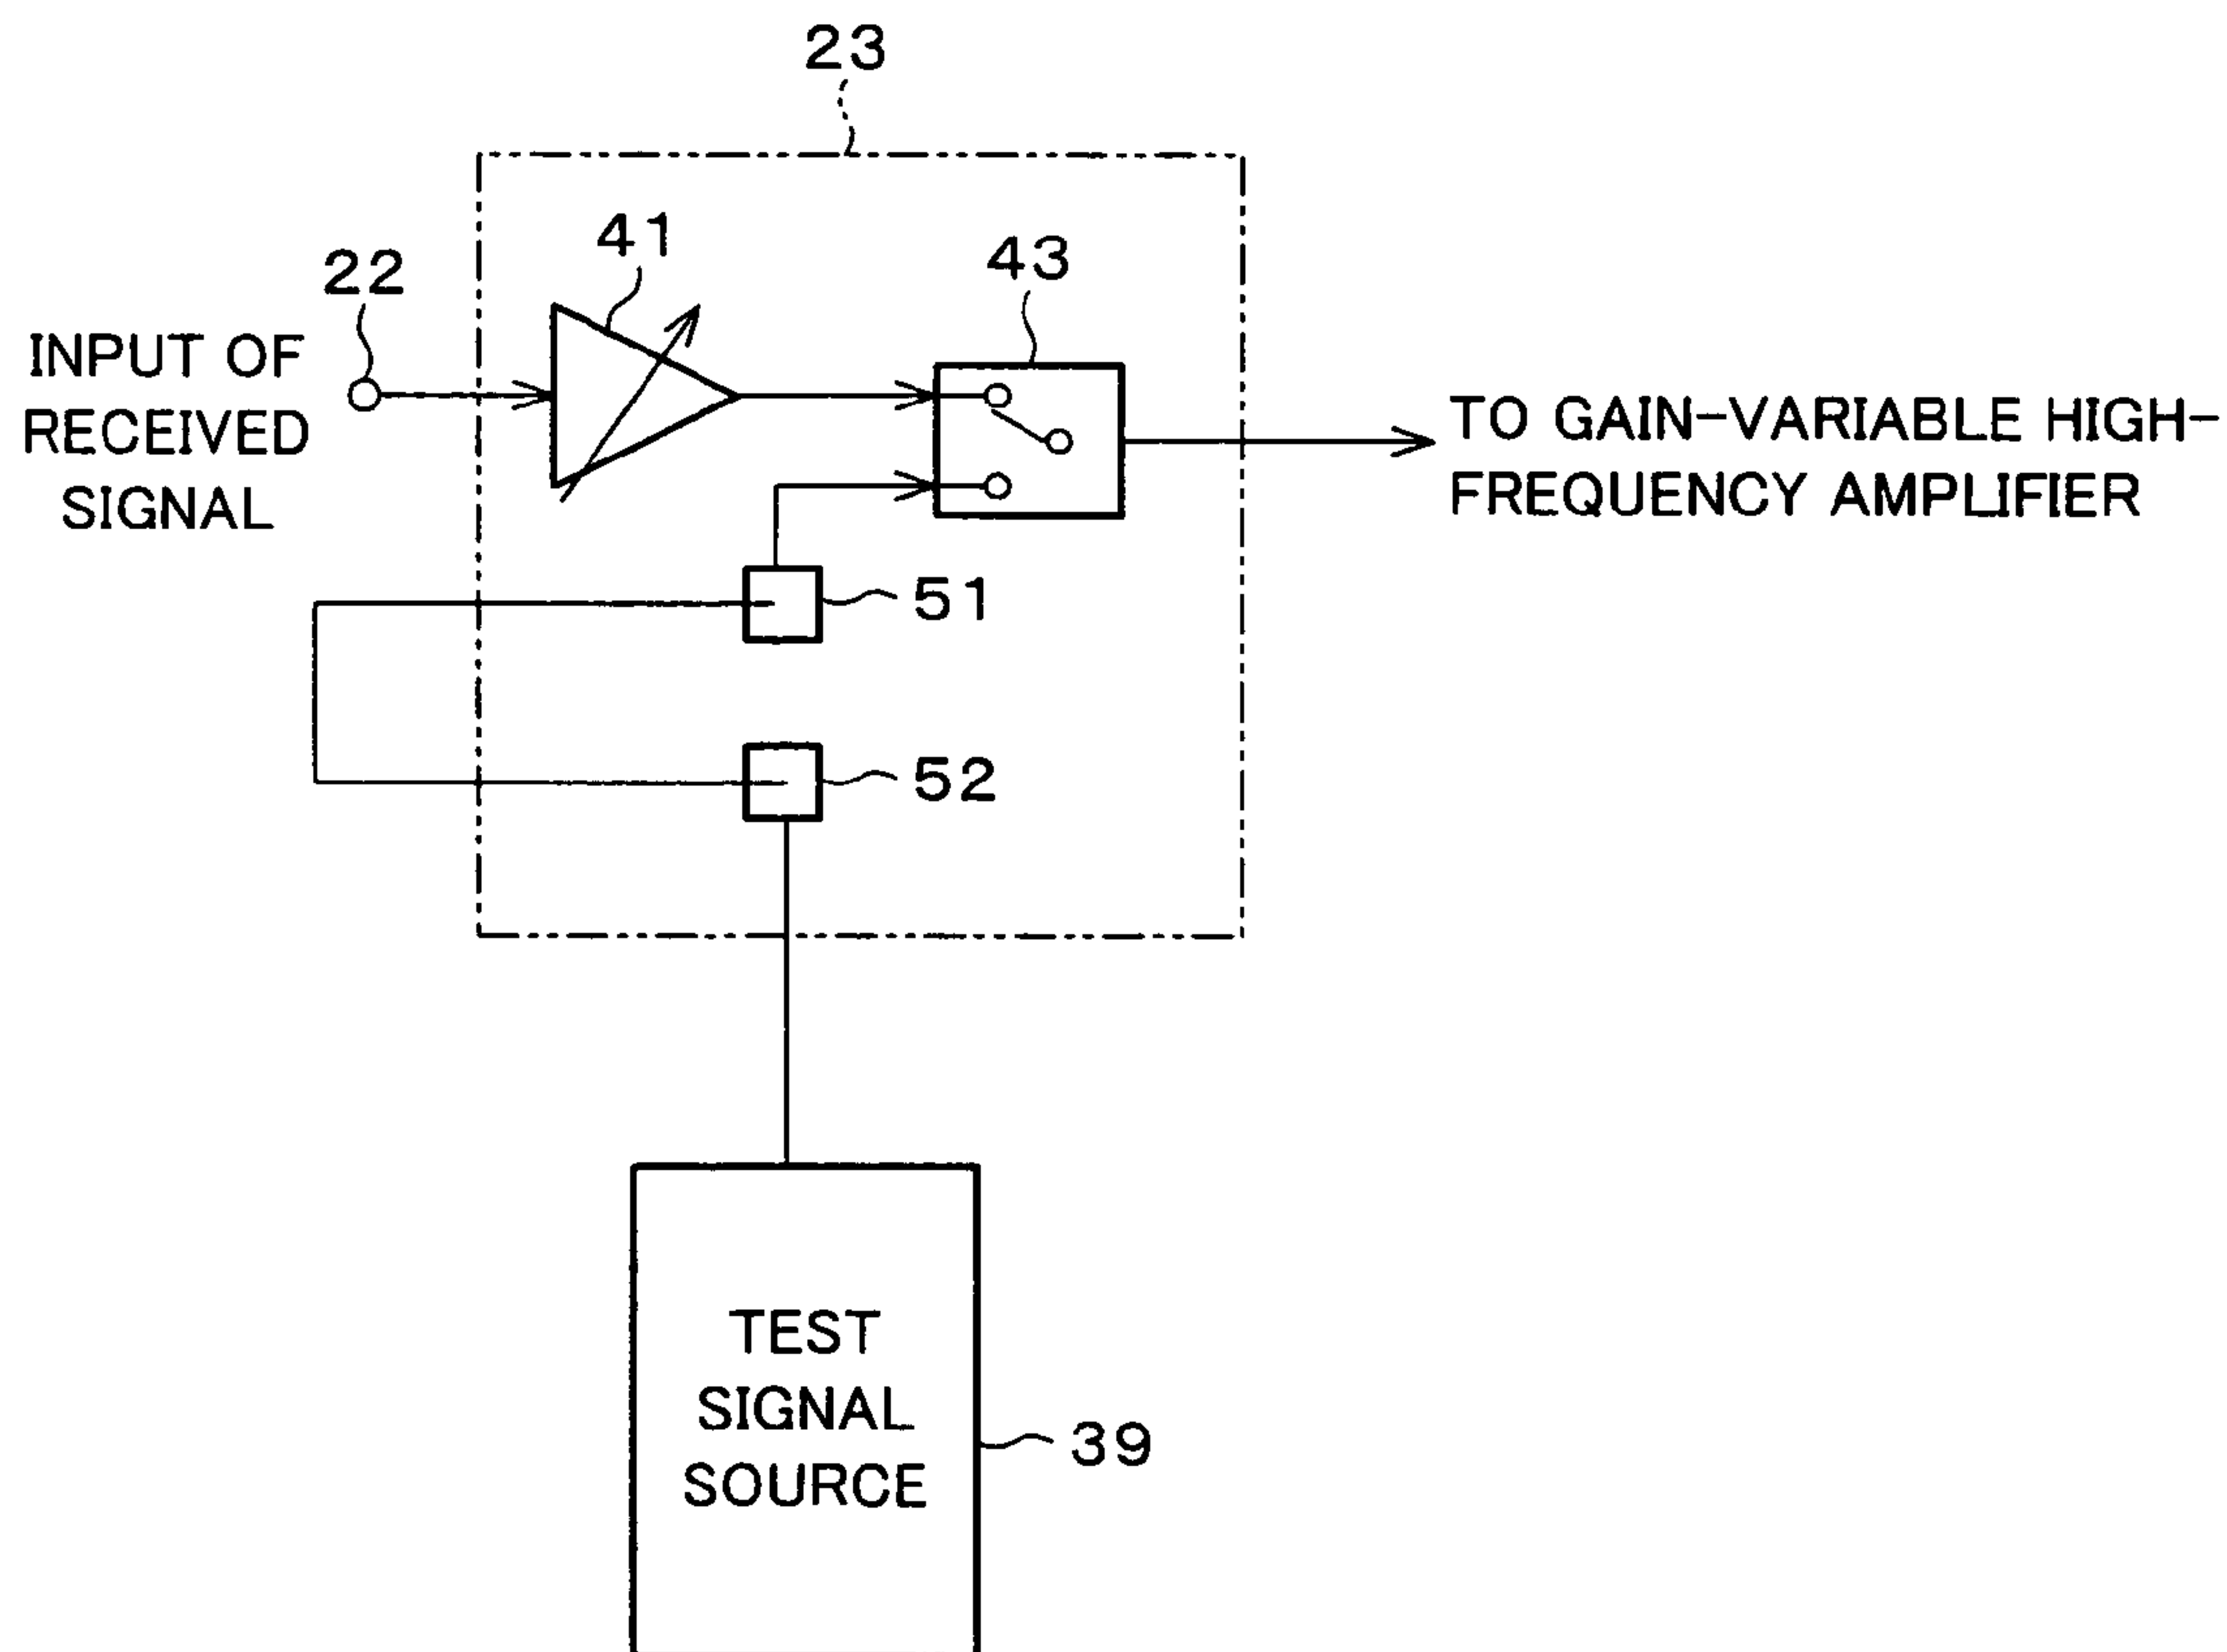 23
41
43
22
INPUT OF
RECEIVED
SIGNAL
TO GAIN-VARIABLE HIGH-
FREQUENCY AMPLIFIER
51
52
TEST
SIGNAL
SOURCE
39